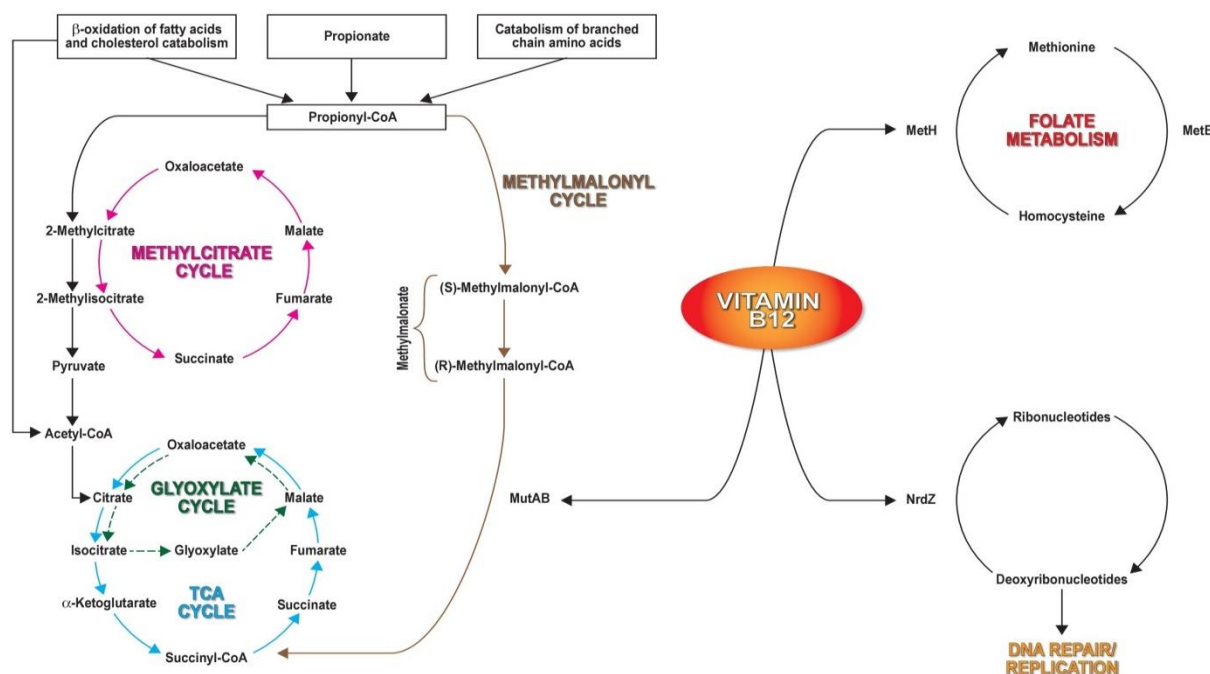 β-oxidation of fatty acids
and cholesterol catabolism
Propionate
Catabolism of branched
chain amino acids
Propionyl-CoA
METHYLMALONYL
CYCLE
Oxaloacetate
2-Methylcitrate
Malate
METHYLCITRATE
CYCLE
2-Methylisocitrate
Fumarate
Succinate
Pyruvate
Methylmalonate
(S)-Methylmalonyl-CoA
(R)-Methylmalonyl-CoA
Acetyl-CoA
Oxaloacetate
Citrate
GLYOXYLATE
CYCLE
Malate
Isocitrate
Glyoxylate
Fumarate
α-Ketoglutarate
TCA
CYCLE
Succinate
Succinyl-CoA
MutAB
VITAMIN
B12
MetH
Methionine
FOLATE
METABOLISM
MetE
Homocysteine
NrdZ
Ribonucleotides
Deoxyribonucleotides
DNA REPAIR/
REPLICATION